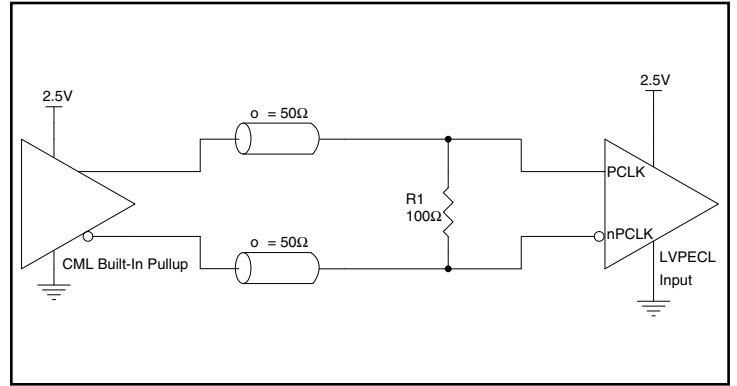 2.5V
2.5V
o = 50Ω
PCLK
R1
100Ω
nPCLK
o = 50Ω
CML Built-In Pullup
LVPECL
Input